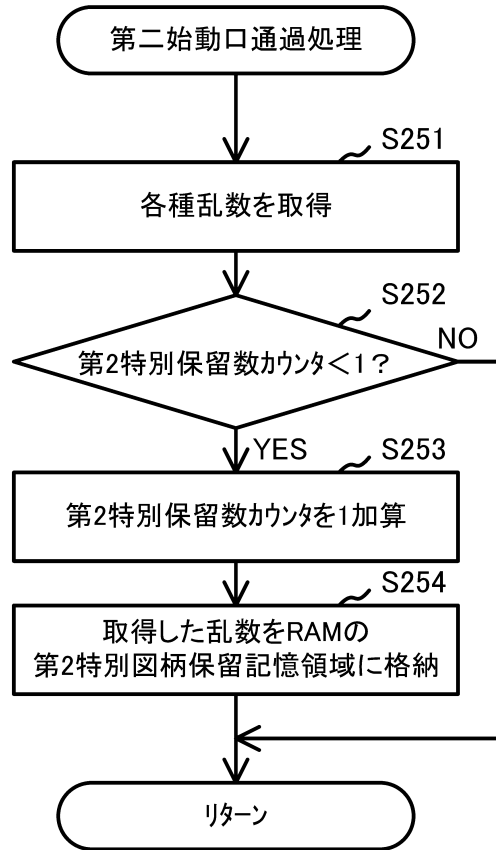 第二始動口通過処理
S251
各種乱数を取得
S252
第2特別保留数カウンタ<1?
NO
YES
S253
第2特別保留数カウンタを1加算
S254
取得した乱数をRAMの
第2特別図柄保留記憶領域に格納
リターン